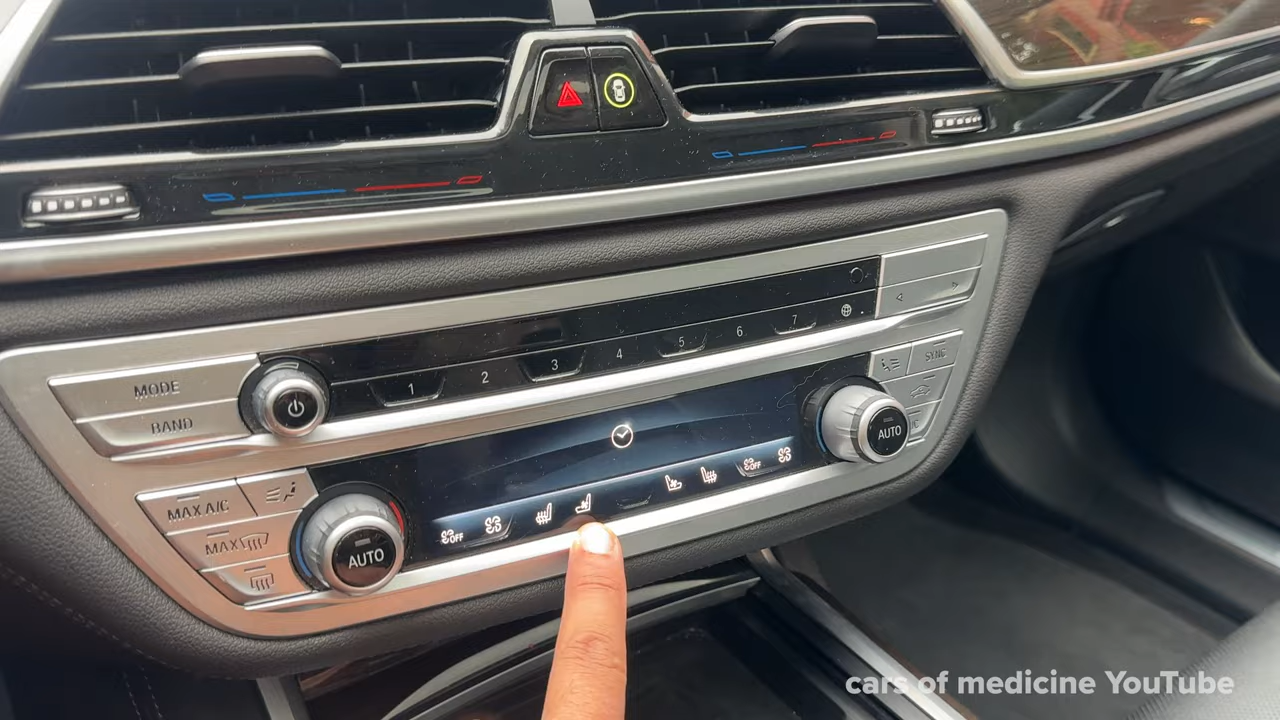 MODE
BAND
1 2 3 4 5 6 7
MAX A/C
MAX
AUTO
OFF
OFF
AUTO
SYNC
cars of medicine YouTube